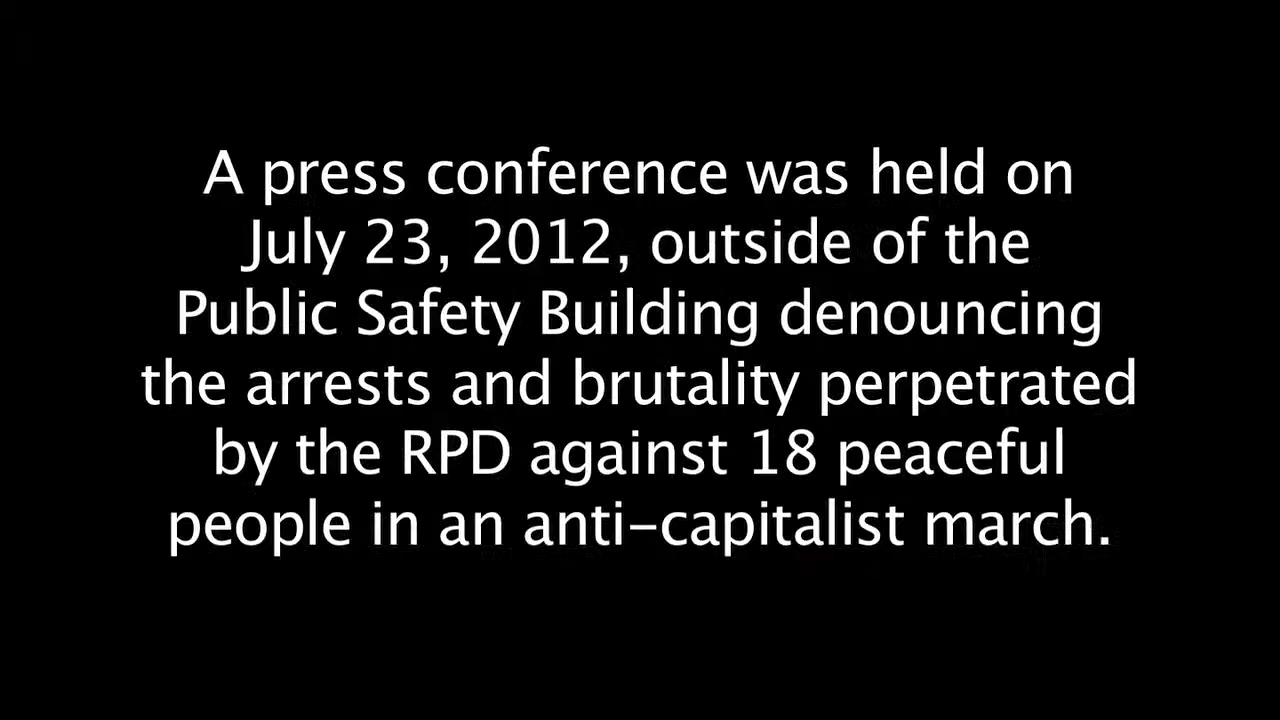 A press conference was held on
July 23, 2012, outside of the
Public Safety Building denouncing
the arrests and brutality perpetrated
by the RPD against 18 peaceful
people in an anti-capitalist march.